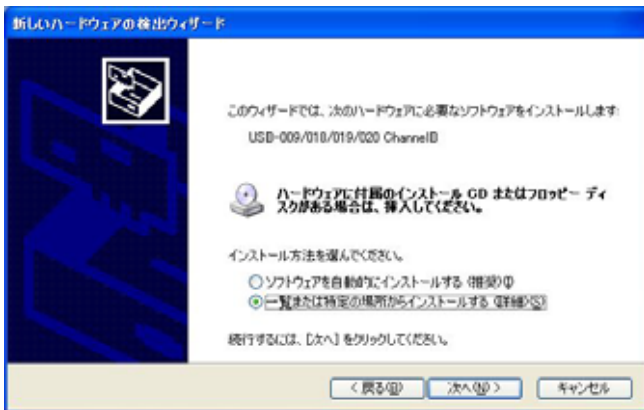 新しいハードウェアの検出ウィザード
このウィザードでは、次のハードウェアに必要なソフトウェアをインストールします:
USB-009/018/019/020 ChannelB
ハードウェアに付属のインストール CD またはフロッピー ディ
スクがある場合は、挿入してください。
インストール方法を選んでください。
ソフトウェアを自動的にインストールする (推奨)(I)
一覧または特定の場所からインストールする (詳細)(S)
続行するには、[次へ] をクリックしてください。
< 戻る(B)
次へ(N) >
キャンセル